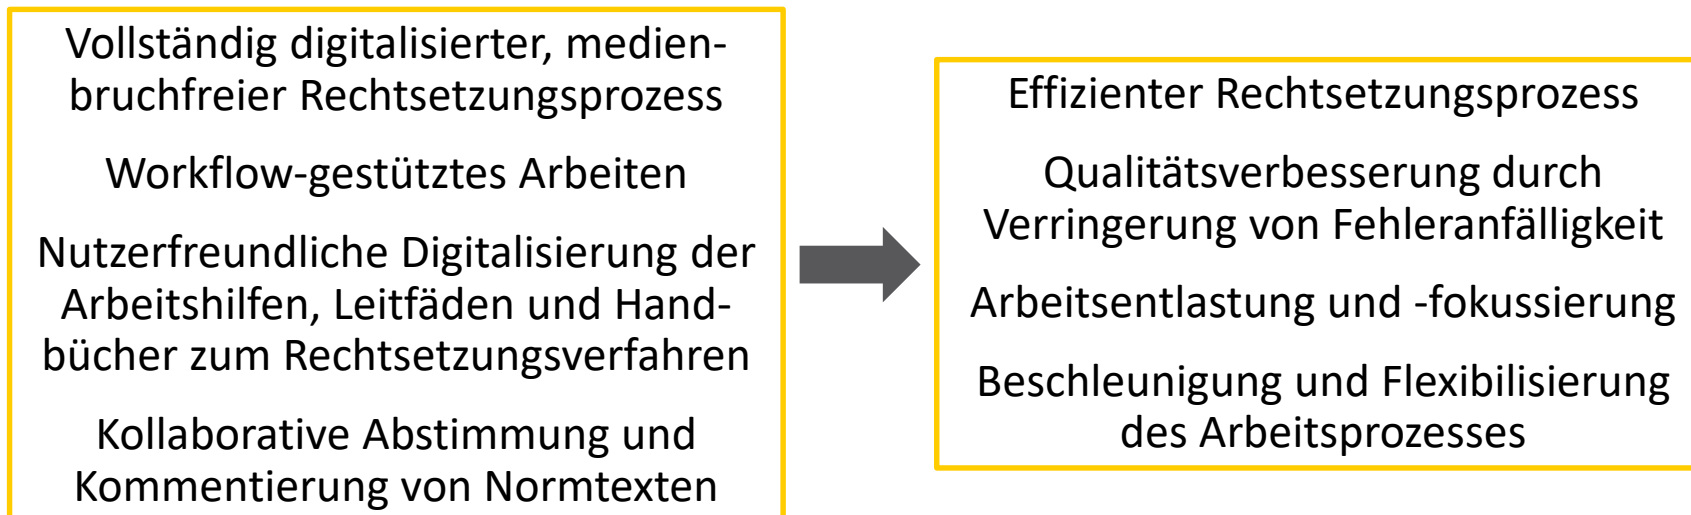 Vollständig digitalisierter, medien-
bruchfreier Rechtsetzungsprozess
Workflow-gestütztes Arbeiten
Nutzerfreundliche Digitalisierung der
Arbeitshilfen, Leitfäden und Hand-
bücher zum Rechtsetzungsverfahren
Kollaborative Abstimmung und
Kommentierung von Normtexten
Effizienter Rechtsetzungsprozess
Qualitätsverbesserung durch
Verringerung von Fehleranfälligkeit
Arbeitsentlastung und -fokussierung
Beschleunigung und Flexibilisierung
des Arbeitsprozesses